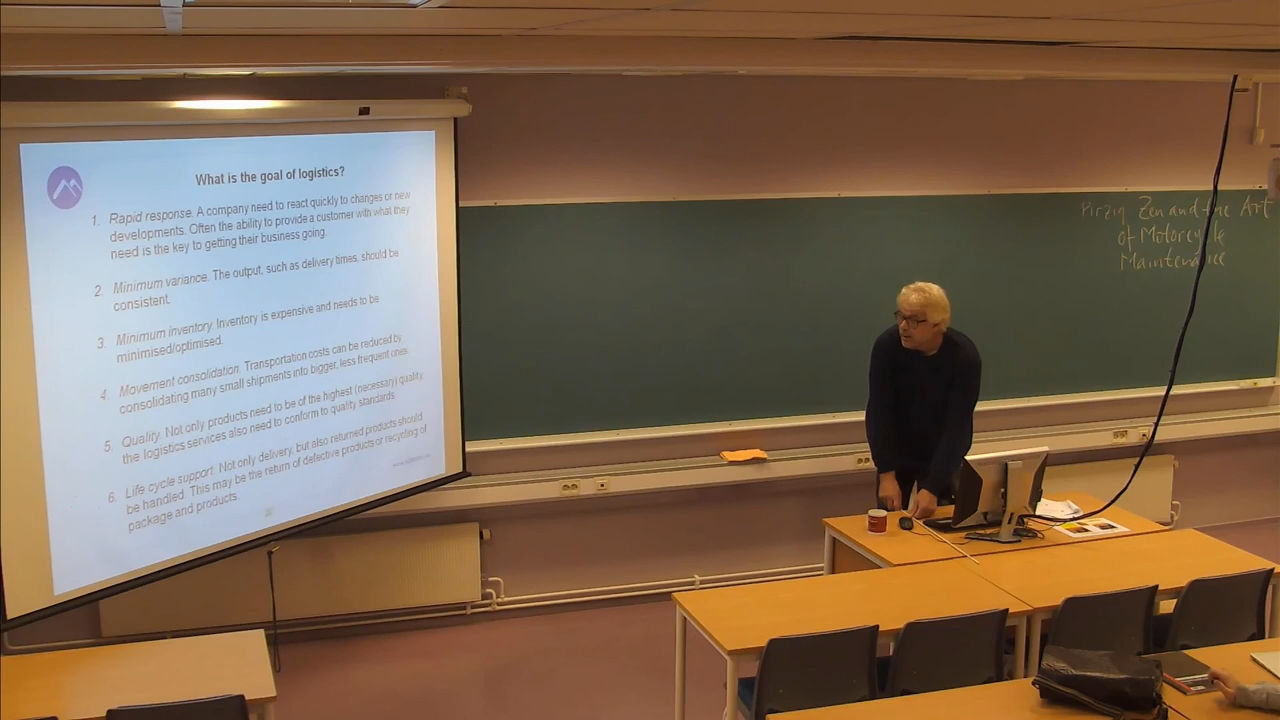 What is the goal of logistics?
1. Rapid response. A company need to react quickly to changes or new
developments. Often the ability to provide a customer with what they
need is the key to getting their business going.
2. Minimum variance. The output, such as delivery times, should be
consistent.
3. Minimum inventory. Inventory is expensive and needs to be
minimised/optimised.
4. Movement consolidation. Transportation costs can be reduced by
consolidating many small shipments into bigger, less frequent ones.
5. Quality. Not only products need to be of the highest (necessary) quality,
the logistics services also need to conform to quality standards.
6. Life cycle support. Not only delivery, but also returned products should
be handled. This may be the return of defective products or recycling of
package and products.
Pirzig Zen and the Art
of Motorcycle
Maintenance